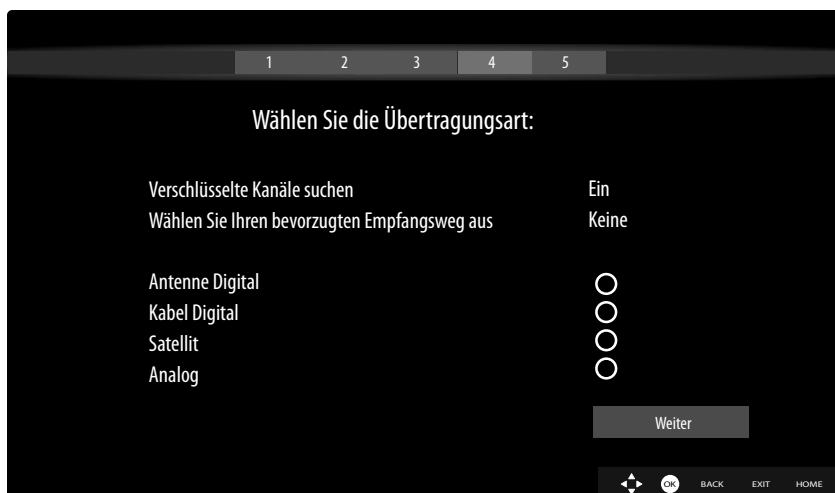 1 2 3 4 5
Wählen Sie die Übertragungsart:
Verschlüsselte Kanäle suchen Ein
Wählen Sie Ihren bevorzugten Empfangsweg aus Keine
Antenne Digital
Kabel Digital
Satellit
Analog
Weiter
OK BACK EXIT HOME